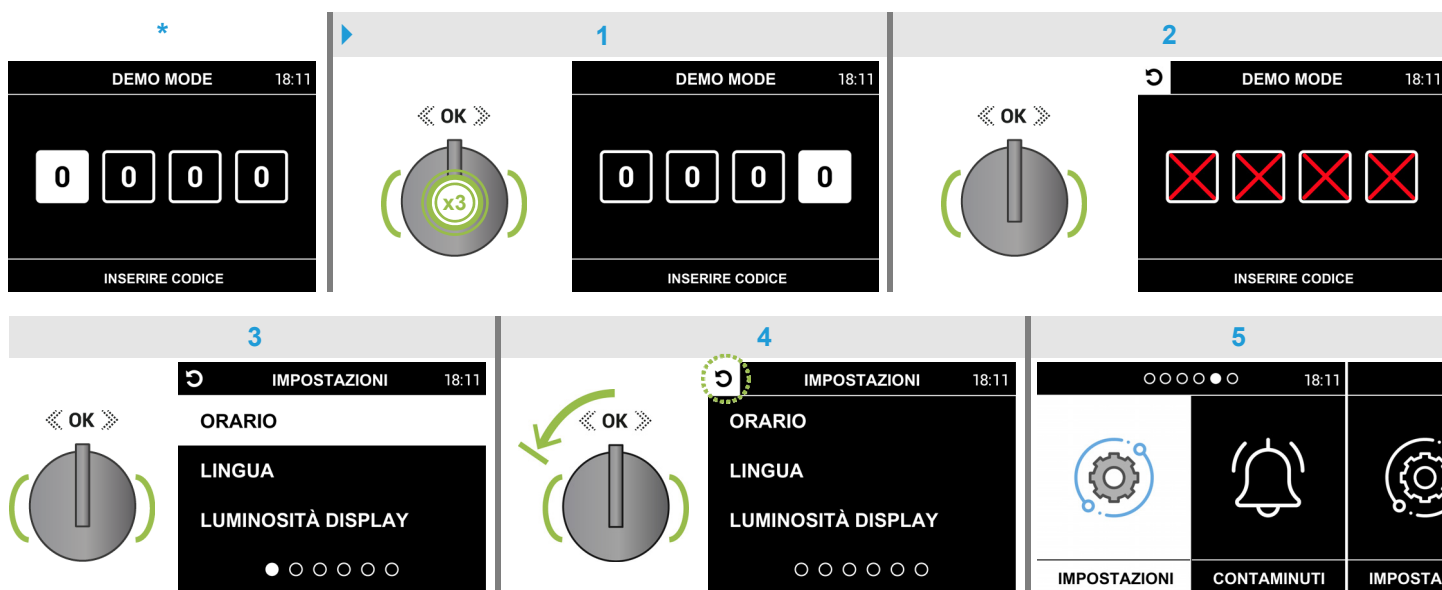 *
DEMO MODE 18:11
0 0 0 0
INSERIRE CODICE
1
OK
x3
DEMO MODE 18:11
0 0 0 0
INSERIRE CODICE
2
OK
DEMO MODE 18:11
INSERIRE CODICE
3
OK
IMPOSTAZIONI 18:11
ORARIO
LINGUA
LUMINOSITÀ DISPLAY
4
OK
IMPOSTAZIONI 18:11
ORARIO
LINGUA
LUMINOSITÀ DISPLAY
5
18:11
IMPOSTAZIONI CONTAMINUTI IMPOSTA